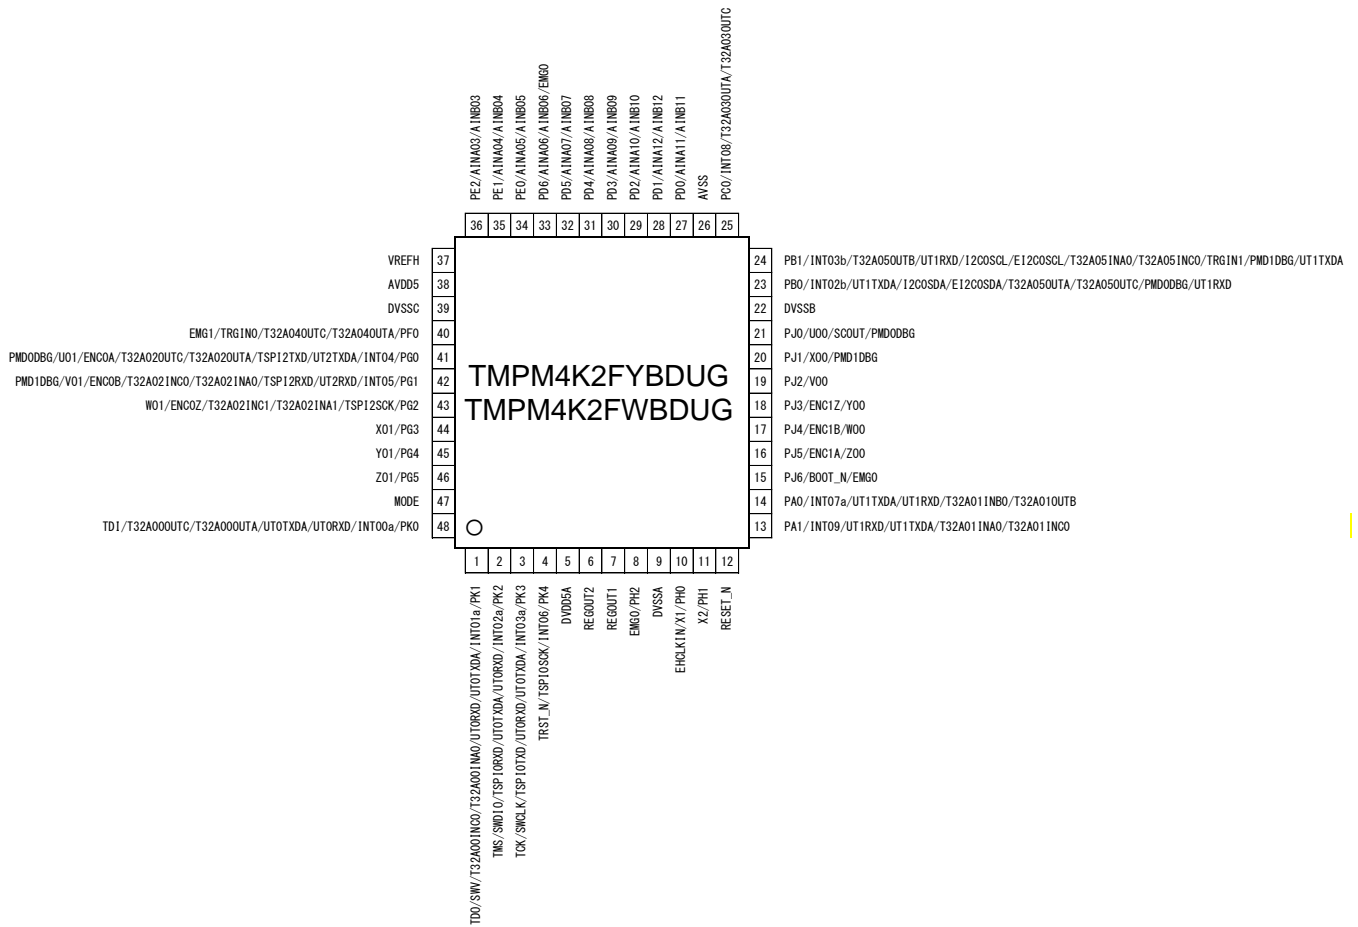 PE2/AINA03/AINB03
PE1/AINA04/AINB04
PE0/AINA05/AINB05
PD6/AINA06/AINB06/EMG0
PD5/AINA07/AINB07
PD4/AINA08/AINB08
PD3/AINA09/AINB09
PD2/AINA10/AINB10
PD1/AINA12/AINB12
PD0/AINA11/AINB11
AVSS
PC0/INT08/T32A03OUTA/T32A03OUTC
36 35 34 33 32 31 30 29 28 27 26 25
VREFH 37
AVDD5 38
DVSSC 39
EMG1/TRGIN0/T32A04OUTC/T32A04OUTA/PF0 40
PMD0DBG/UO1/ENC0A/T32A02OUTC/T32A02OUTA/TSPI2TXD/UT2TXDA/INT04/PG0 41
PMD1DBG/VO1/ENC0B/T32A02INC0/T32A02INA0/TSPI2RXD/UT2RXD/INT05/PG1 42
WO1/ENC0Z/T32A02INC1/T32A02INA1/TSPI2SCK/PG2 43
XO1/PG3 44
YO1/PG4 45
ZO1/PG5 46
MODE 47
TDI/T32A00OUTC/T32A00OUTA/UT0TXDA/UT0RXD/INT00a/PK0 48
TMPM4K2FYBDUG
TMPM4K2FWBDUG
24 PB1/INT03b/T32A05OUTB/UT1RXD/I2C0SCL/EI2C0SCL/T32A05INA0/T32A05INC0/TRGIN1/PMD1DBG/UT1TXDA
23 PB0/INT02b/UT1TXDA/I2C0SDA/EI2C0SDA/T32A05OUTA/T32A05OUTC/PMD0DBG/UT1RXD
22 DVSSB
21 PJ0/UO0/SCOUT/PMD0DBG
20 PJ1/XO0/PMD1DBG
19 PJ2/VO0
18 PJ3/ENC1Z/YO0
17 PJ4/ENC1B/WO0
16 PJ5/ENC1A/ZO0
15 PJ6/BOOT_N/EMG0
14 PA0/INT07a/UT1TXDA/UT1RXD/T32A01INB0/T32A01OUTB
13 PA1/INT09/UT1RXD/UT1TXDA/T32A01INA0/T32A01INC0
1 2 3 4 5 6 7 8 9 10 11 12
TDO/SWV/T32A00INC0/T32A00INA0/UT0RXD/UT0TXDA/INT01a/PK1
TMS/SWDIO/TSPI0RXD/UT0TXDA/UT0RXD/INT02a/PK2
TCK/SWCLK/TSPI0TXD/UT0RXD/UT0TXDA/INT03a/PK3
TRST_N/TSPI0SCK/INT06/PK4
DVDD5A
REGOUT2
REGOUT1
EMG0/PH2
DVSSA
EHCLKIN/X1/PH0
X2/PH1
RESET_N